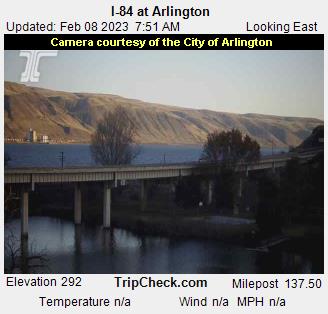 I-84 at Arlington
Updated: Feb 08 2023 7:51 AM Looking East
Camera courtesy of the City of Arlington
Elevation 292 TripCheck.com Milepost 137.50
Temperature n/a Wind n/a MPH n/a